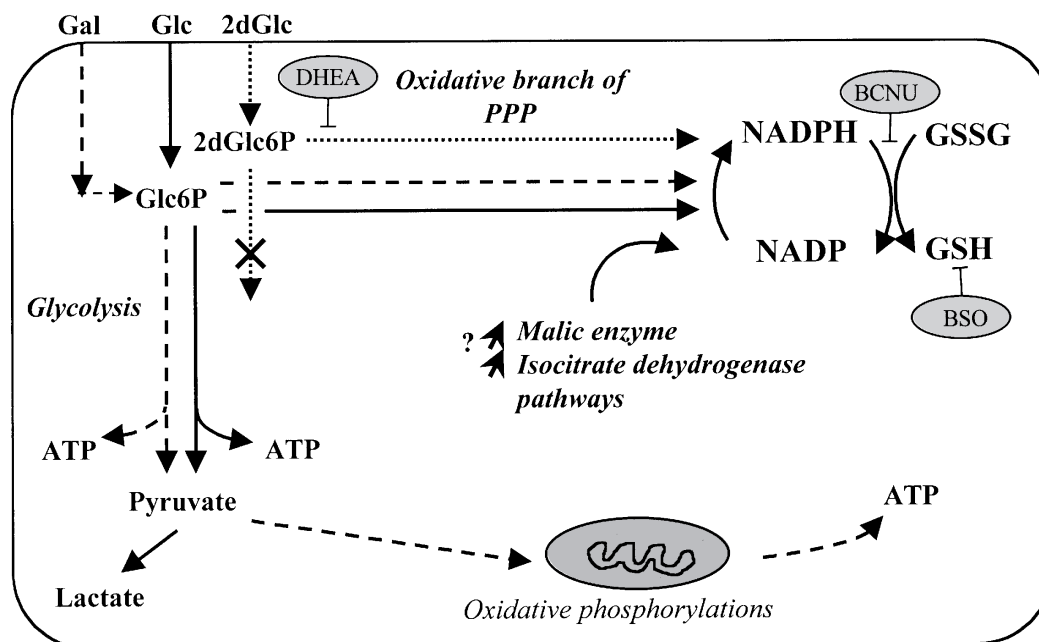 Gal Glc 2dGlc
DHEA
Oxidative branch of
PPP
BCNU
2dGlc6P
NADPH
GSSG
Glc6P
NADP
GSH
BSO
Glycolysis
? Malic enzyme
Isocitrate dehydrogenase
pathways
ATP
ATP
Pyruvate
ATP
Lactate
Oxidative phosphorylations